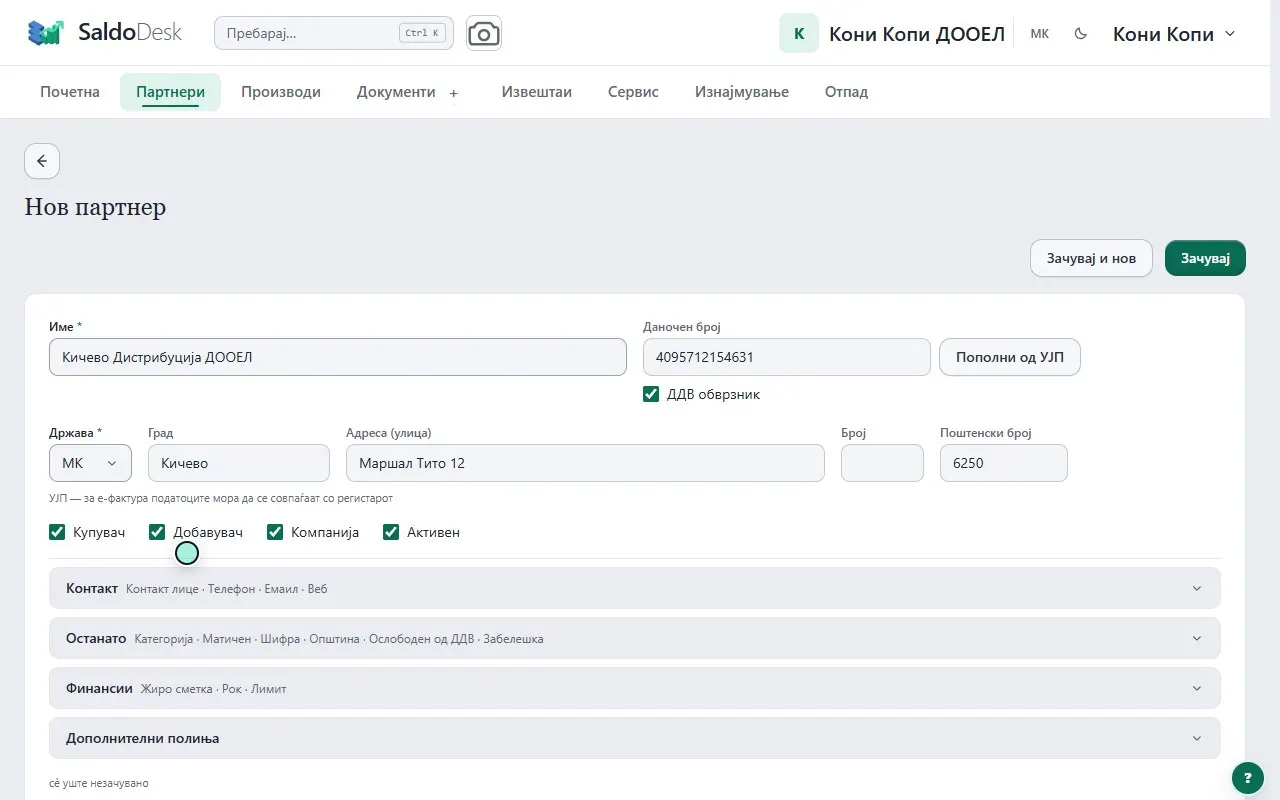 SaldoDesk
Пребарај... Ctrl K
К Кони Копи ДООЕЛ МК Кони Копи
Почетна Партнери Производи Документи + Извештаи Сервис Изнајмување Отпад
Нов партнер
Зачувај и нов Зачувај
Име * Даночен број
Кичево Дистрибуција ДООЕЛ 4095712154631 Пополни од УЈП
ДДВ обврзник
Држава * Град Адреса (улица) Број Поштенски број
МК Кичево Маршал Тито 12 6250
УЈП — за е-фактура податоците мора да се совпаѓаат со регистарот
Купувач Добавувач Компанија Активен
Контакт Контакт лице · Телефон · Емаил · Веб
Останато Категорија · Матичен · Шифра · Општина · Ослободен од ДДВ · Забелешка
Финансии Жиро сметка · Рок · Лимит
Дополнителни полиња
сѐ уште незачувано
?